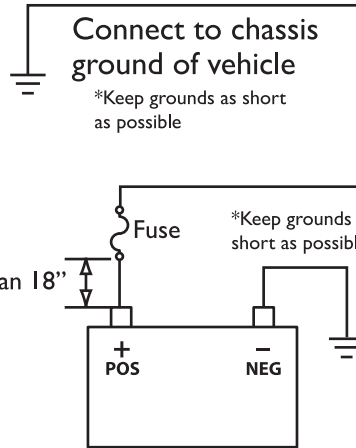 Connect to chassis
ground of vehicle
*Keep grounds as short
as possible
Fuse
*Keep grounds
short as possibl
an 18”
+
−
POS
NEG